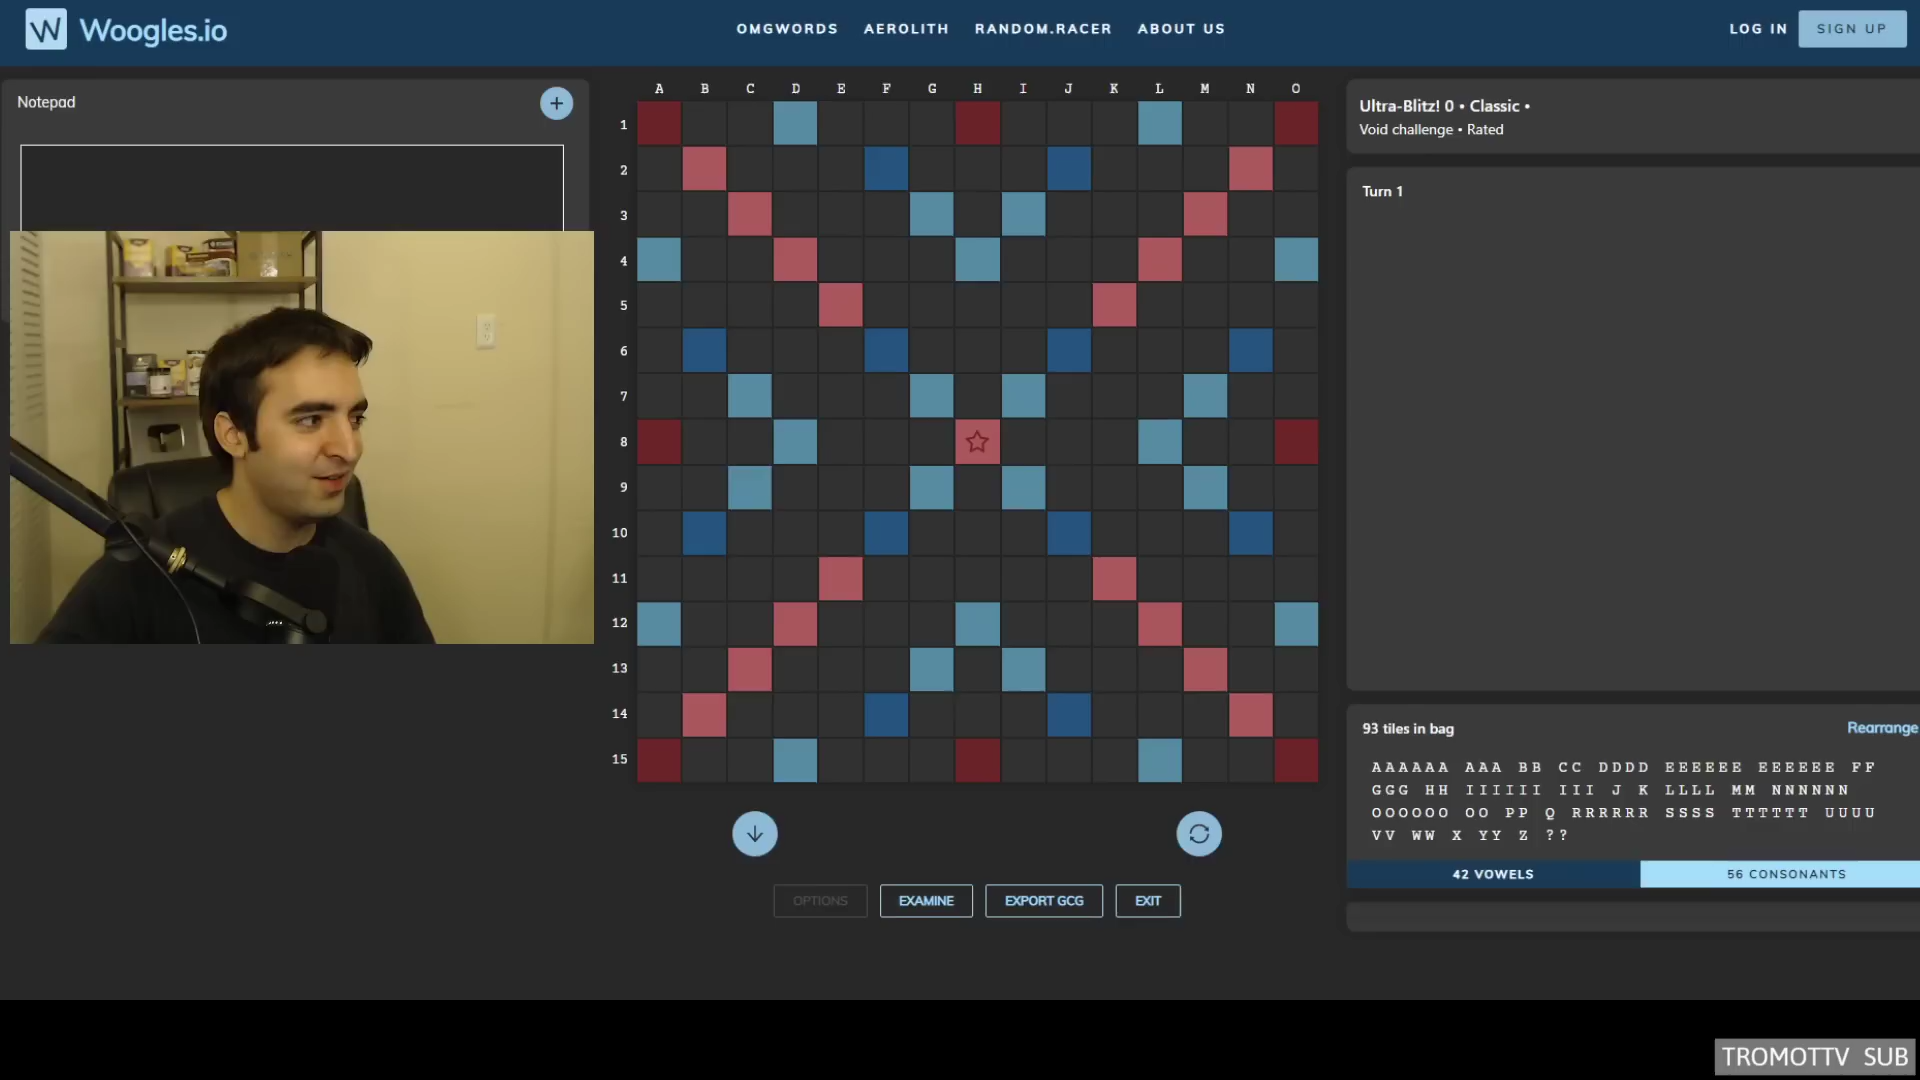 W Woogles.io
OMGWORDS AEROLITH RANDOM.RACER ABOUT US
LOG IN SIGN UP
Notepad
+
A B C D E F G H I J K L M N O
1
2
3
4
5
6
7
8
9
10
11
12
13
14
15
Ultra-Blitz! 0 • Classic •
Void challenge • Rated
Turn 1
93 tiles in bag
Rearrange
AAAAAA AAA BB CC DDDD EEEEEE EEEEEE FF
GGG HH IIIIII III J K LLLL MM NNNNNN
OOOOOO OO PP Q RRRRRR SSSS TTTTTT UUUU
VV WW X YY Z ??
42 VOWELS
56 CONSONANTS
OPTIONS EXAMINE EXPORT GCG EXIT
TROMOTTV SUB